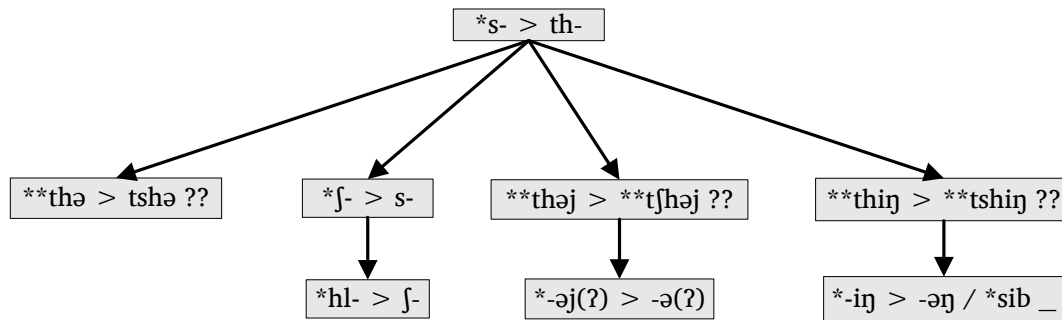 *s- > th-
**thə > tshə ??
*ʃ- > s-
**thəj > **tʃhəj ??
**thiŋ > **tshiŋ ??
*hl- > ʃ-
*-əj(ʔ) > -ə(ʔ)
*-iŋ > -əŋ / *sib _